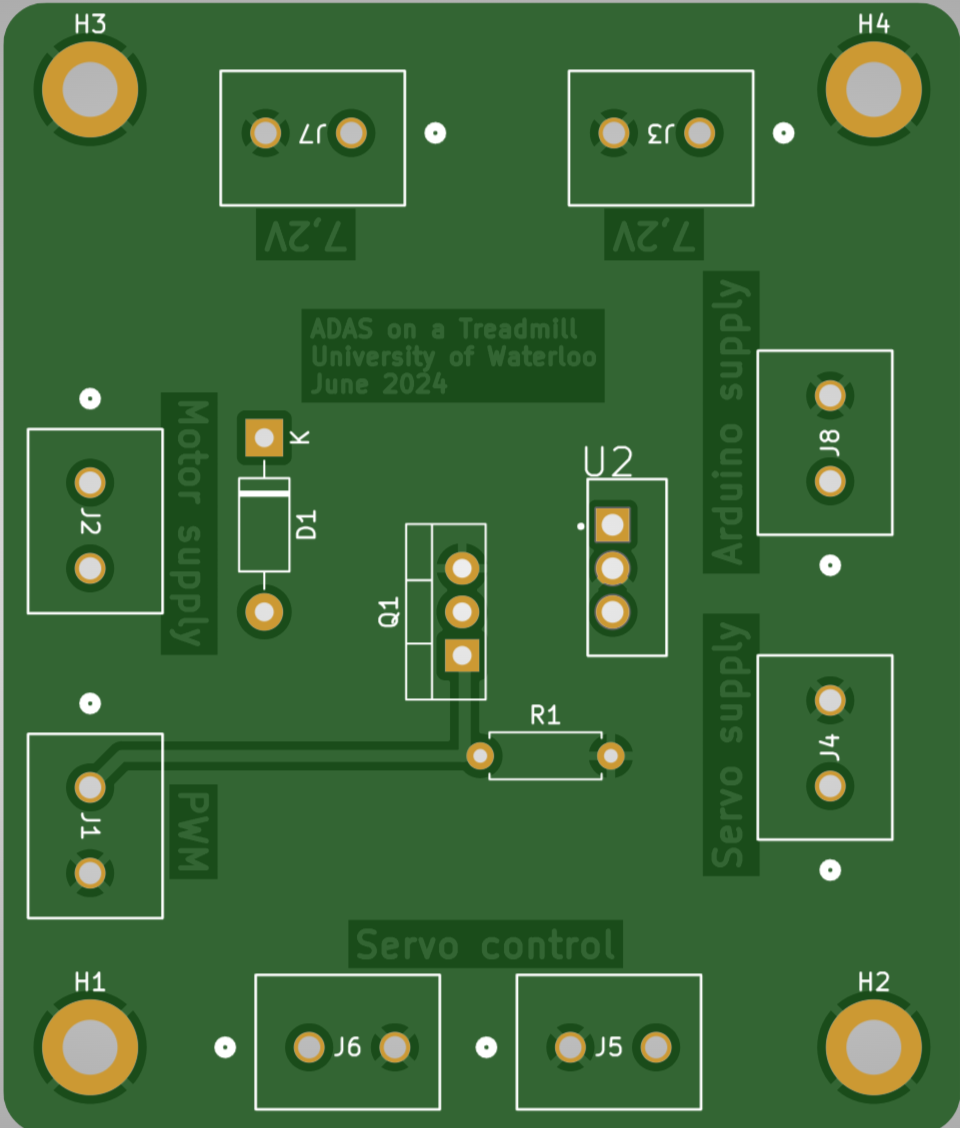 H3
H4
J7
J3
7,2V
7,2V
ADAS on a Treadmill
University of Waterloo
June 2024
Motor supply
K
D1
J2
Q1
U2
Arduino supply
J8
R1
Servo supply
J4
J1
PWM
Servo control
H1
H2
J6
J5